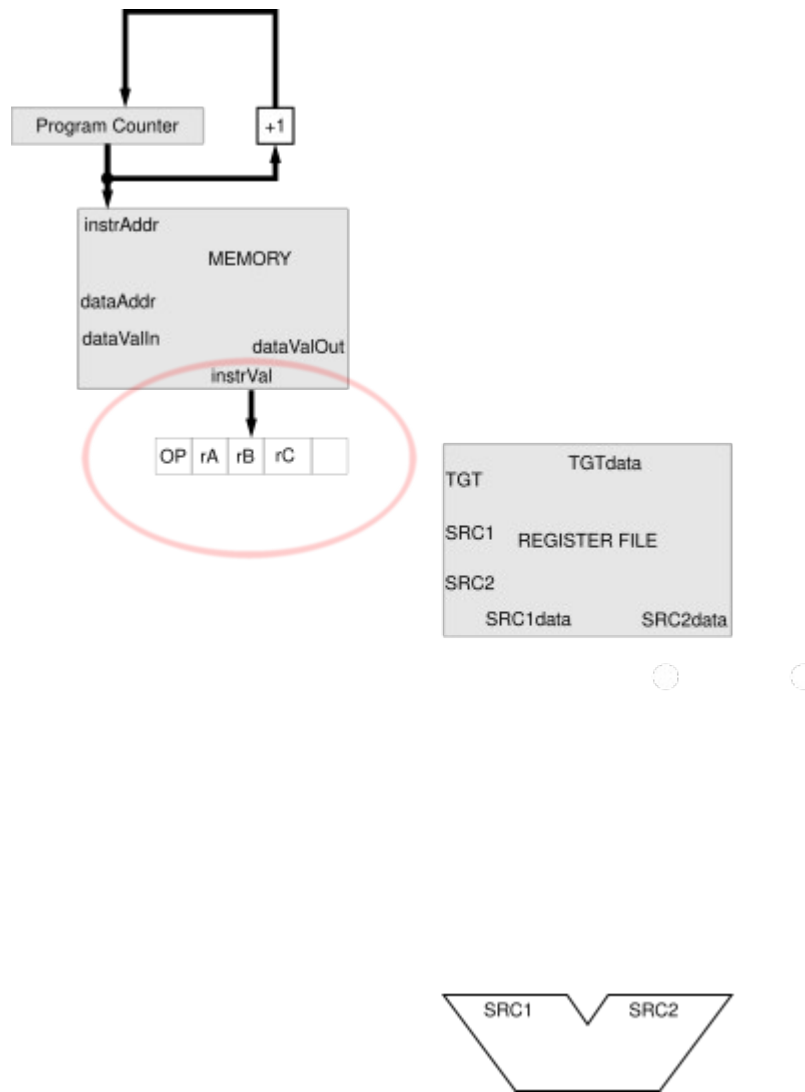 Program Counter
+1
instrAddr
MEMORY
dataAddr
dataValIn
dataValOut
instrVal
OP rA rB rC
TGTdata
TGT
SRC1
REGISTER FILE
SRC2
SRC1data SRC2data
SRC1 SRC2